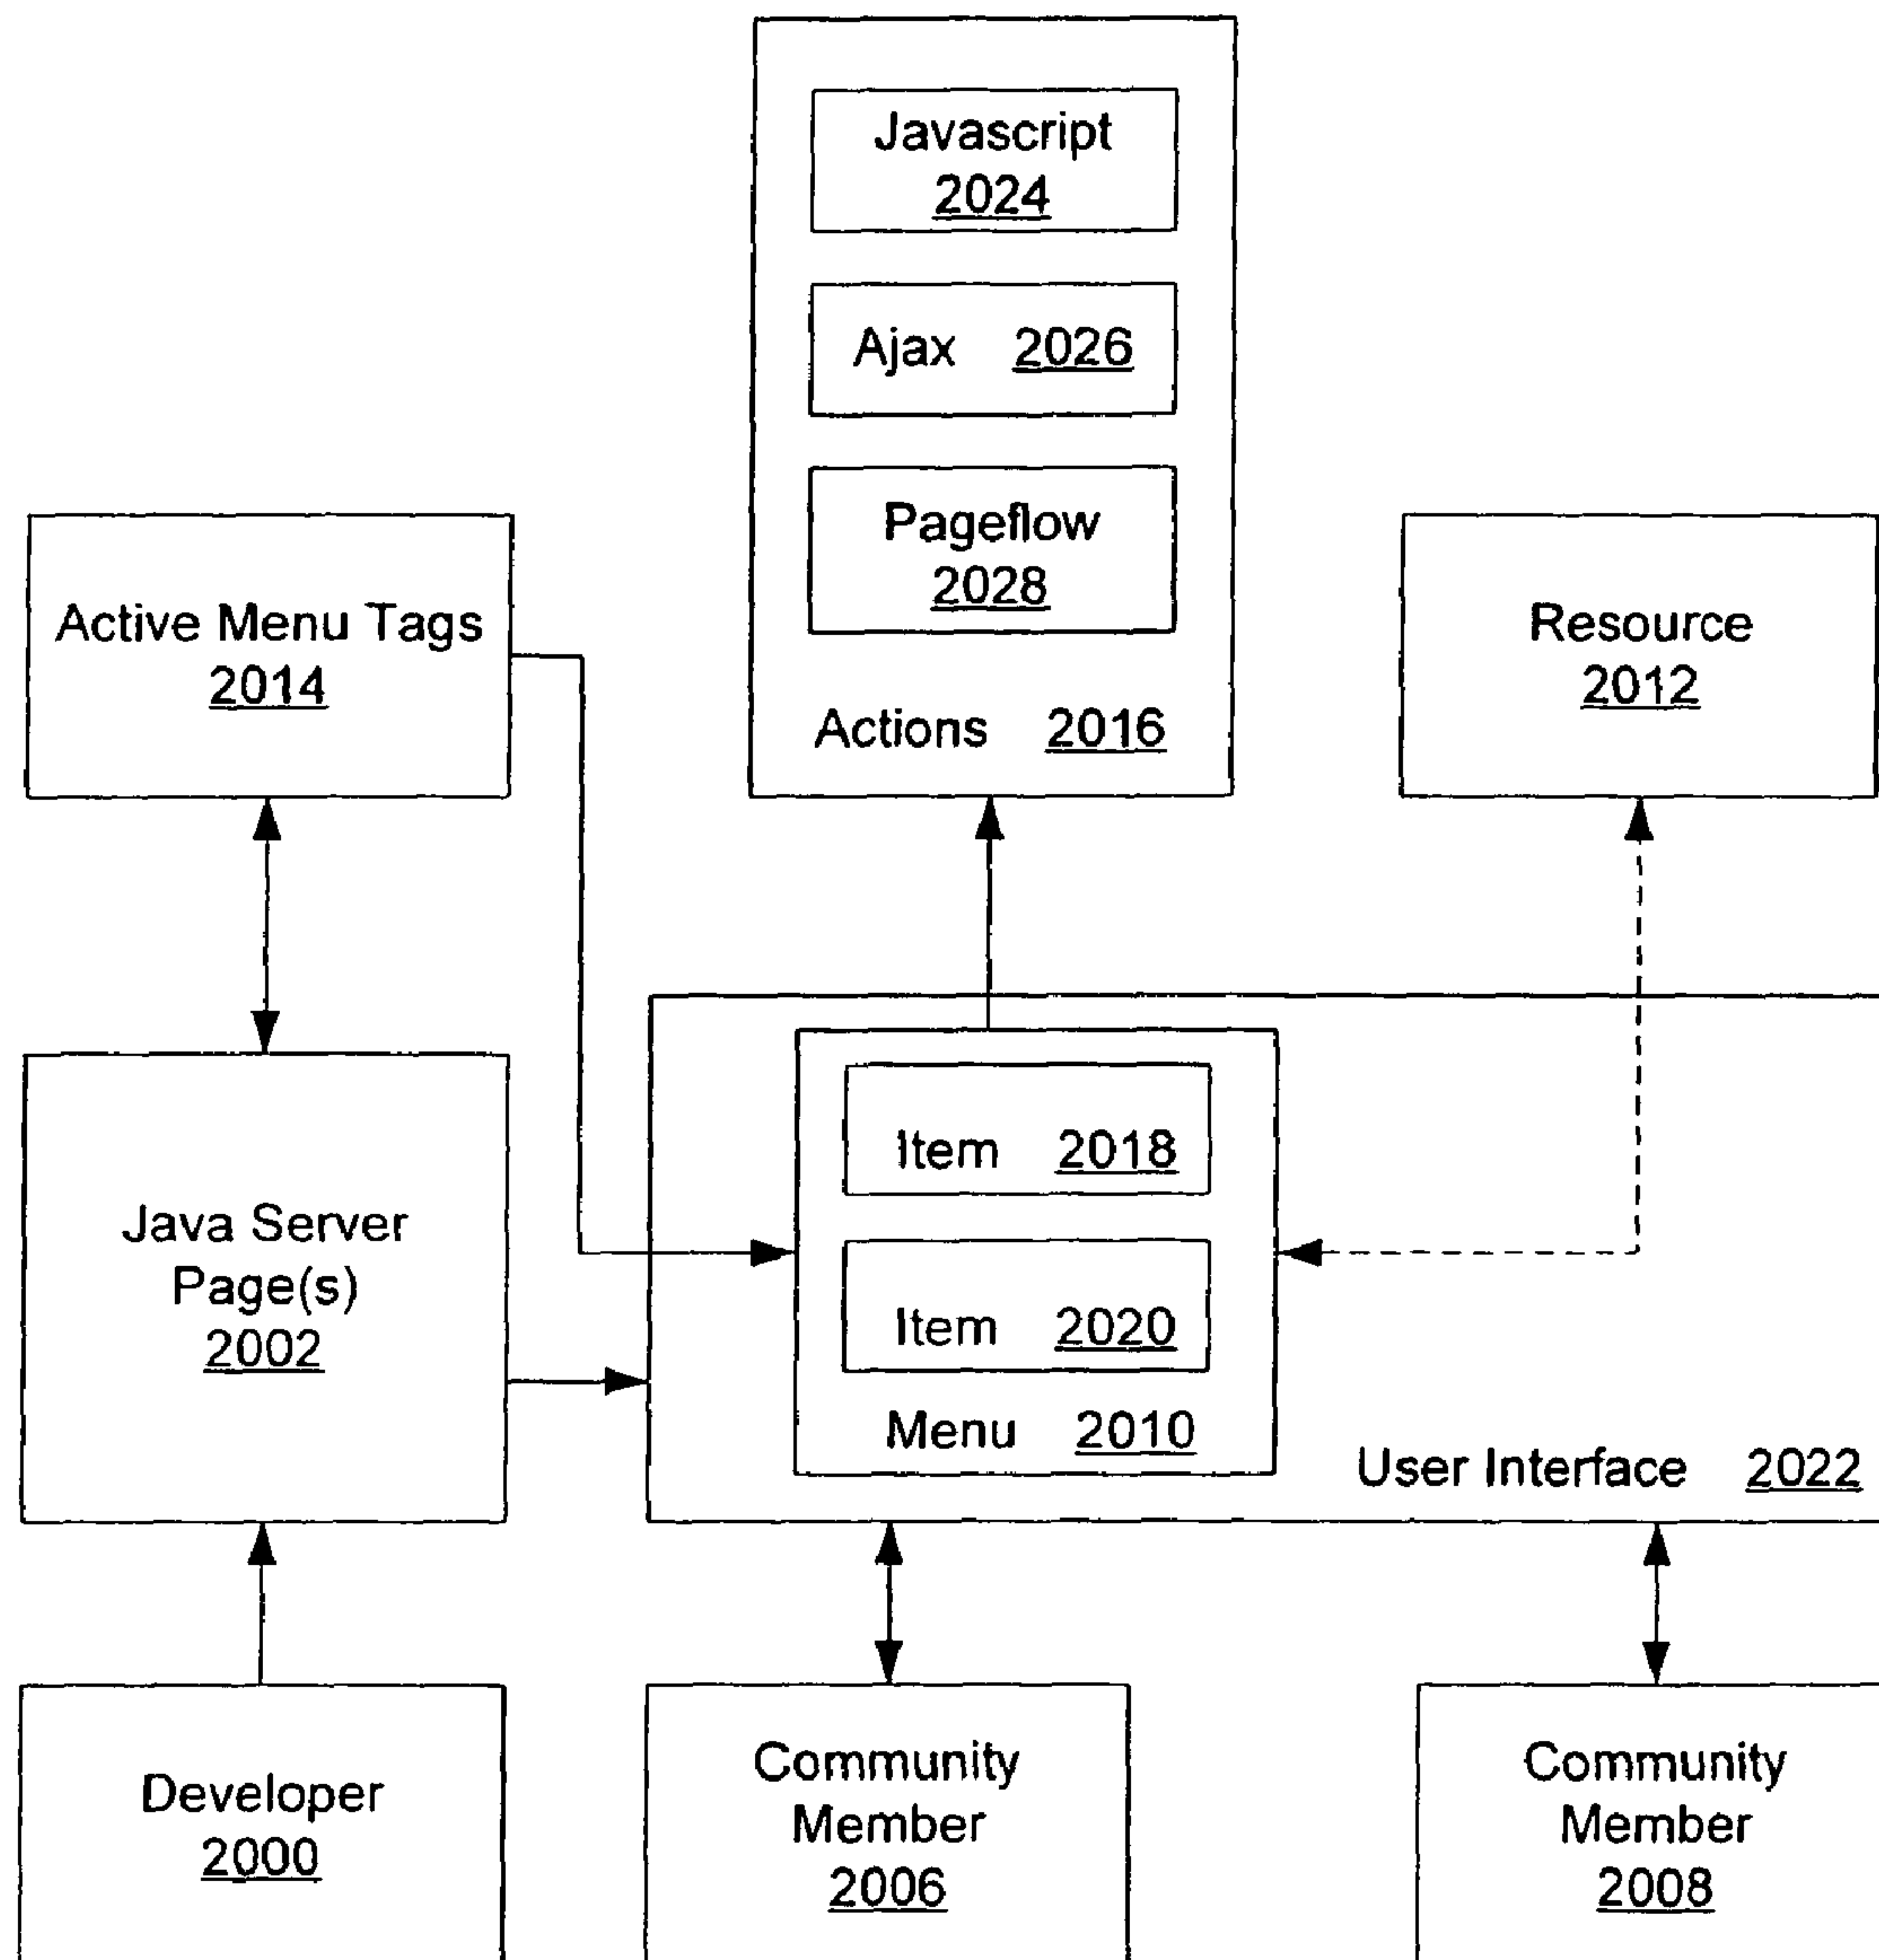 Javascript
2024
Ajax 2026
Pageflow
2028
Actions 2016
Active Menu Tags
2014
Resource
2012
Java Server
Page(s)
2002
Item 2018
Item 2020
Menu 2010
User Interface 2022
Developer
2000
Community
Member
2006
Community
Member
2008